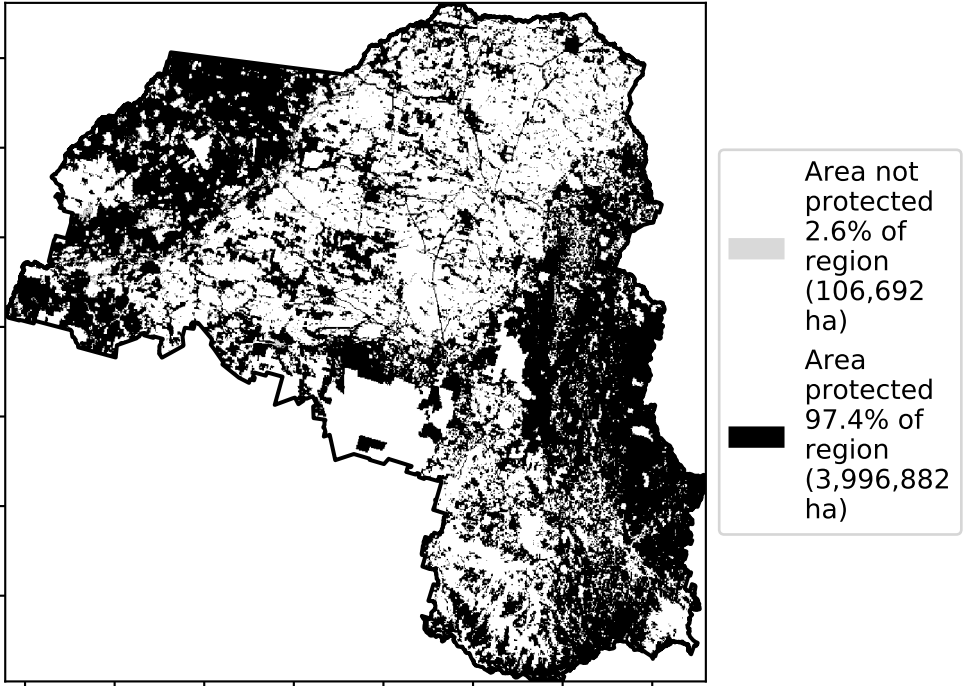 Area not
protected
2.6% of
region
(106,692
ha)
Area
protected
97.4% of
region
(3,996,882
ha)